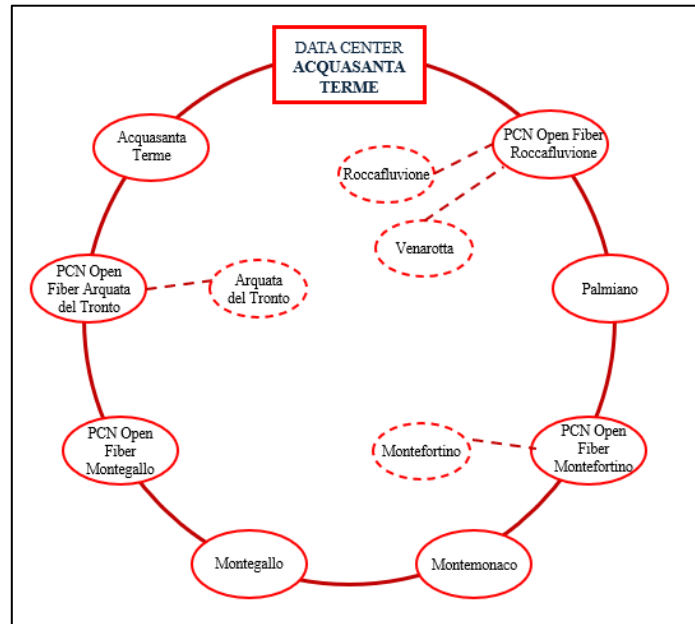 DATA CENTER
ACQUASANTA
TERME
Acquasanta
Terme
PCN Open Fiber
Roccafluvione
Roccafluvione
Venarotta
PCN Open
Fiber Arquata
del Tronto
Arquata
del Tronto
Palmiano
PCN Open
Fiber
Montegallo
Montefortino
PCN Open
Fiber
Montefortino
Montegallo
Montemonaco